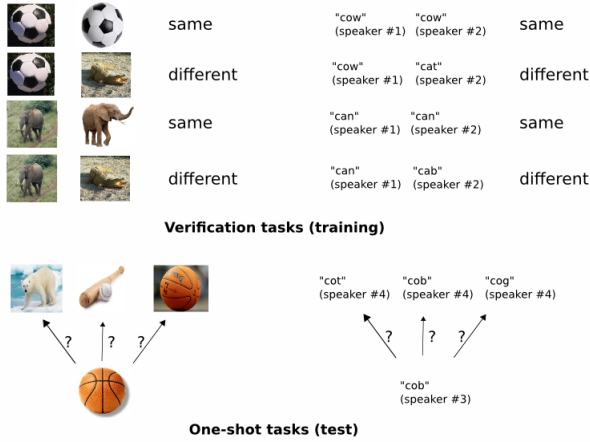 same
"cow" "cow" same
(speaker #1) (speaker #2)
different
"cow" "cat" different
(speaker #1) (speaker #2)
same
"can" "can" same
(speaker #1) (speaker #2)
different
"can" "cab" different
(speaker #1) (speaker #2)
Verification tasks (training)
"cot" "cob" "cog"
(speaker #4) (speaker #4) (speaker #4)
? ? ?
? ? ?
"cob"
(speaker #3)
One-shot tasks (test)